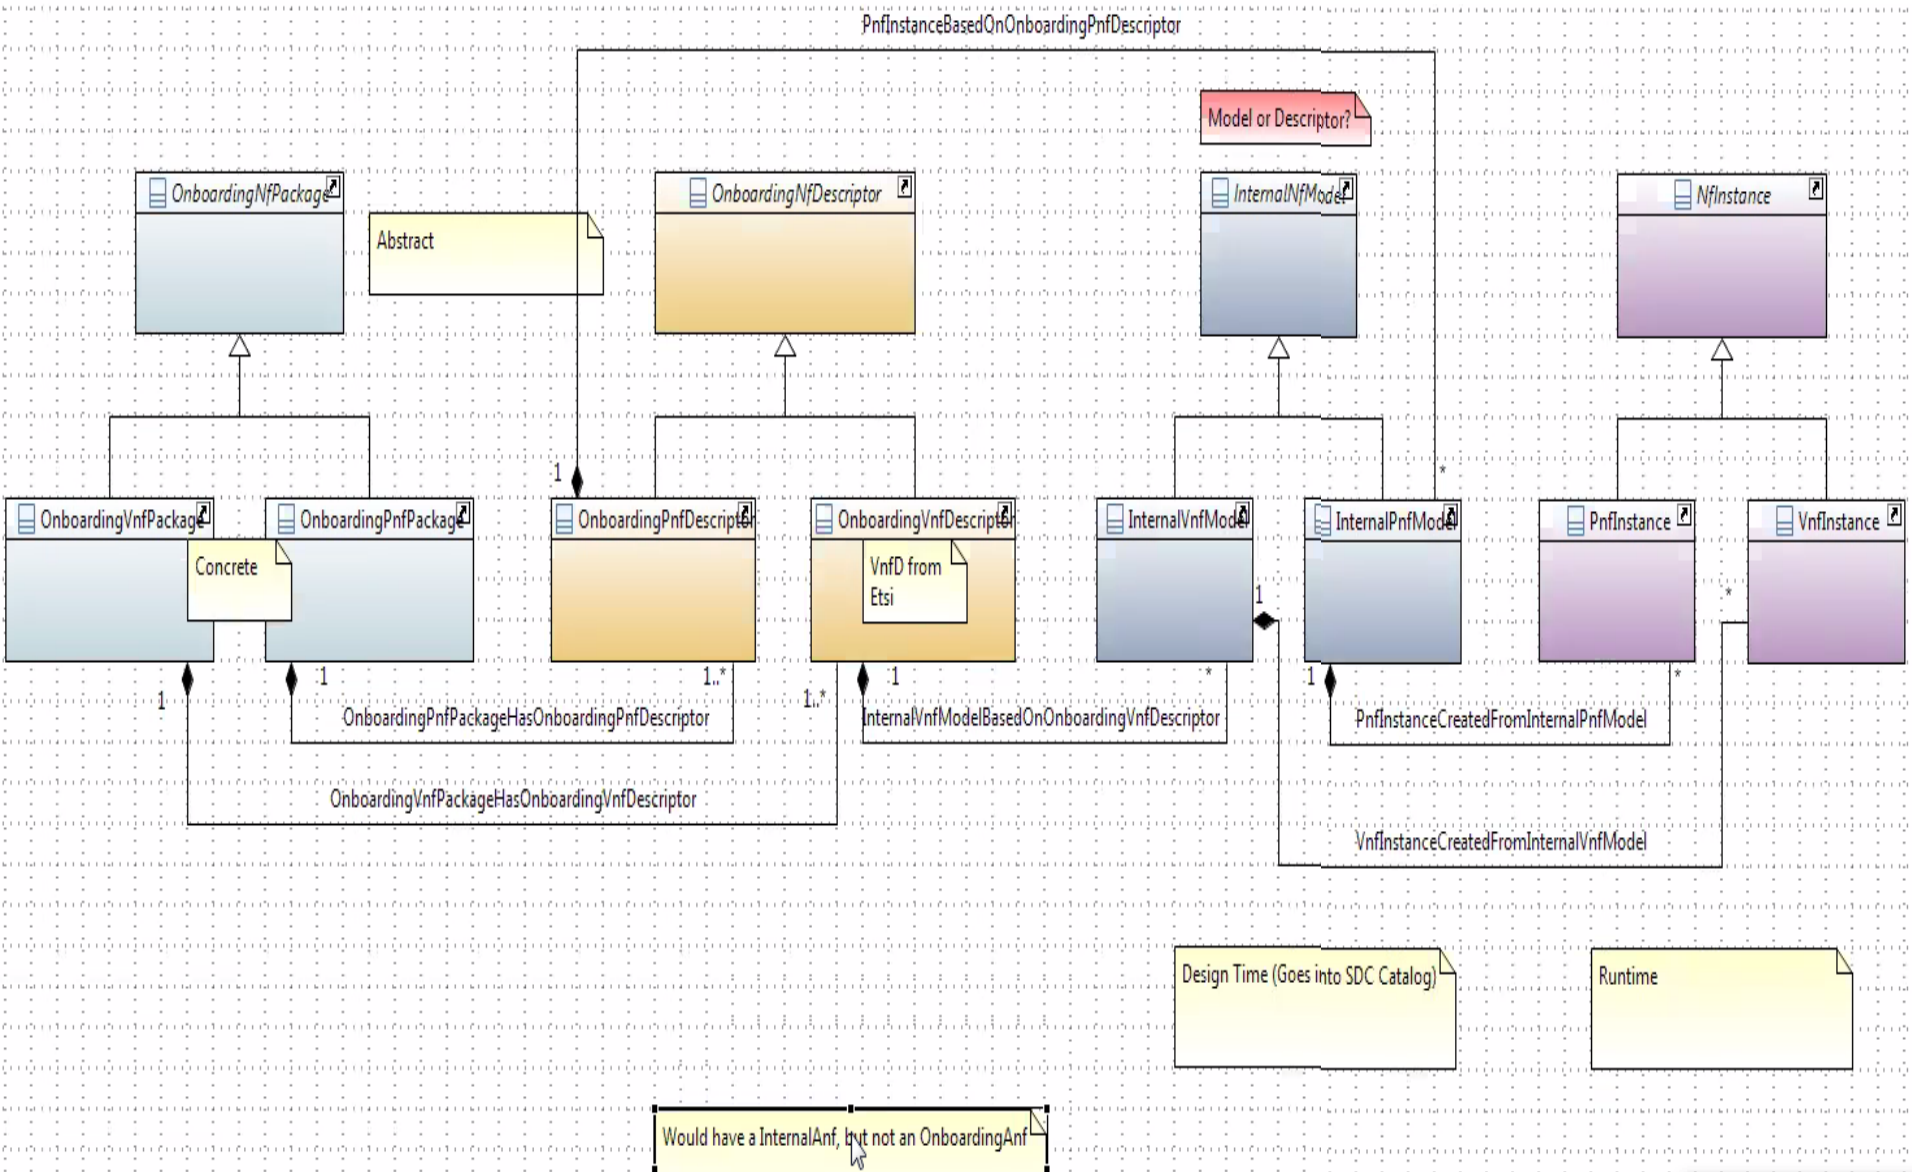 PnfInstanceBasedOnOnboardingPnfDescriptor
Model or Descriptor?
OnboardingNfPackage
OnboardingNfDescriptor
InternalNfModel
NfInstance
Abstract
1
*
OnboardingVnfPackage
OnboardingPnfPackage
OnboardingPnfDescriptor
OnboardingVnfDescriptor
InternalVnfModel
InternalPnfModel
PnfInstance
VnfInstance
Concrete
VnfD from
Etsi
1
*
1
1
1..*
1..*
1
*
1
*
OnboardingPnfPackageHasOnboardingPnfDescriptor
InternalVnfModelBasedOnOnboardingVnfDescriptor
PnfInstanceCreatedFromInternalPnfModel
OnboardingVnfPackageHasOnboardingVnfDescriptor
VnfInstanceCreatedFromInternalVnfModel
Design Time (Goes into SDC Catalog)
Runtime
Would have a InternalAnf, but not an OnboardingAnf